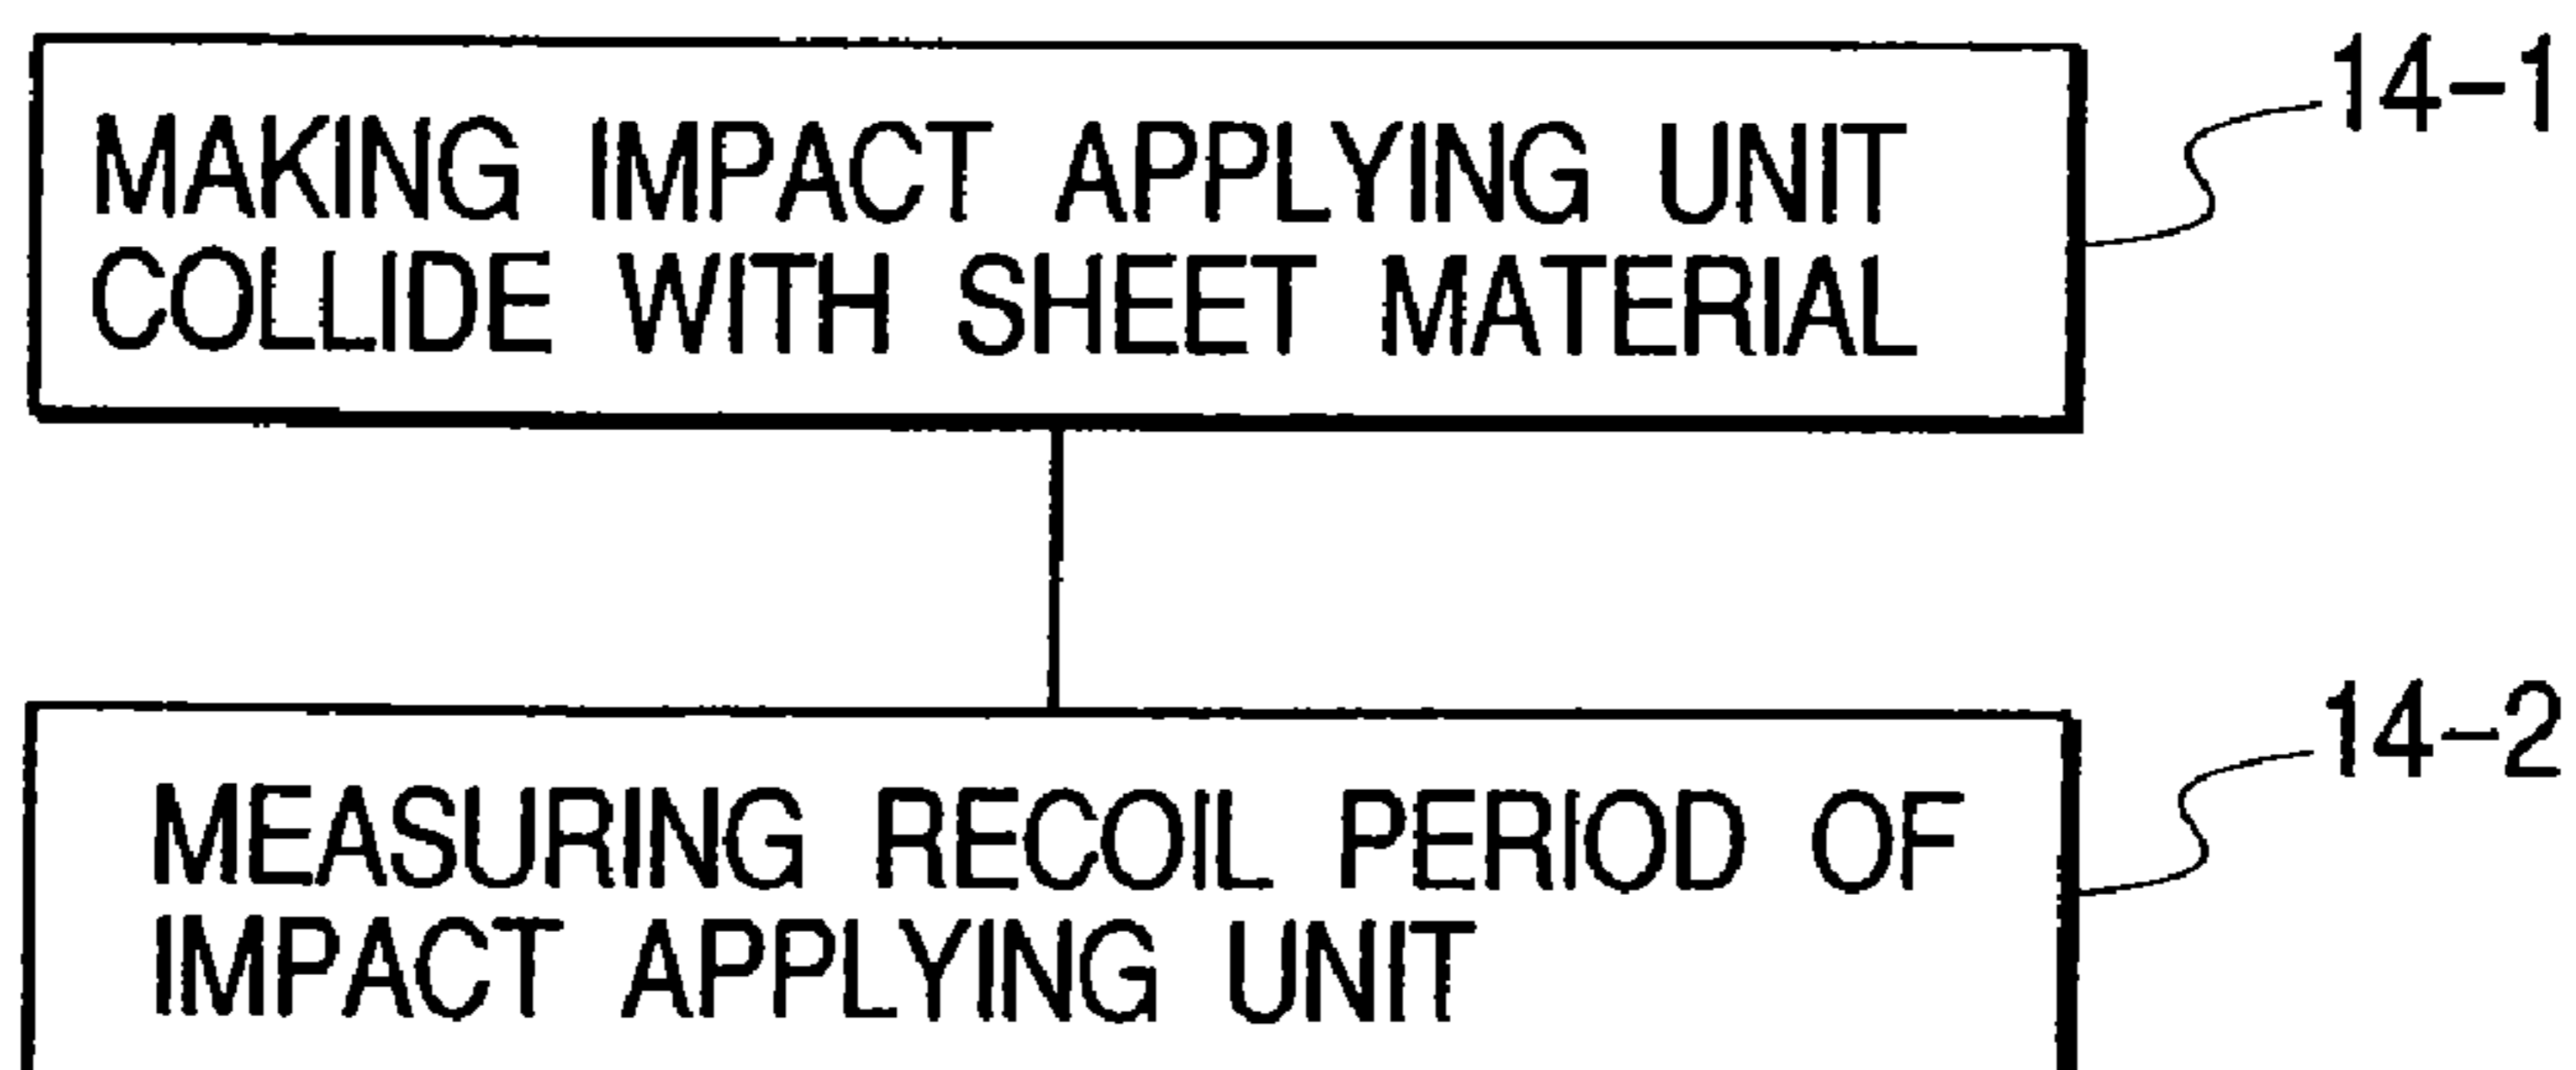 14-1
MAKING IMPACT APPLYING UNIT
COLLIDE WITH SHEET MATERIAL
14-2
MEASURING RECOIL PERIOD OF
IMPACT APPLYING UNIT